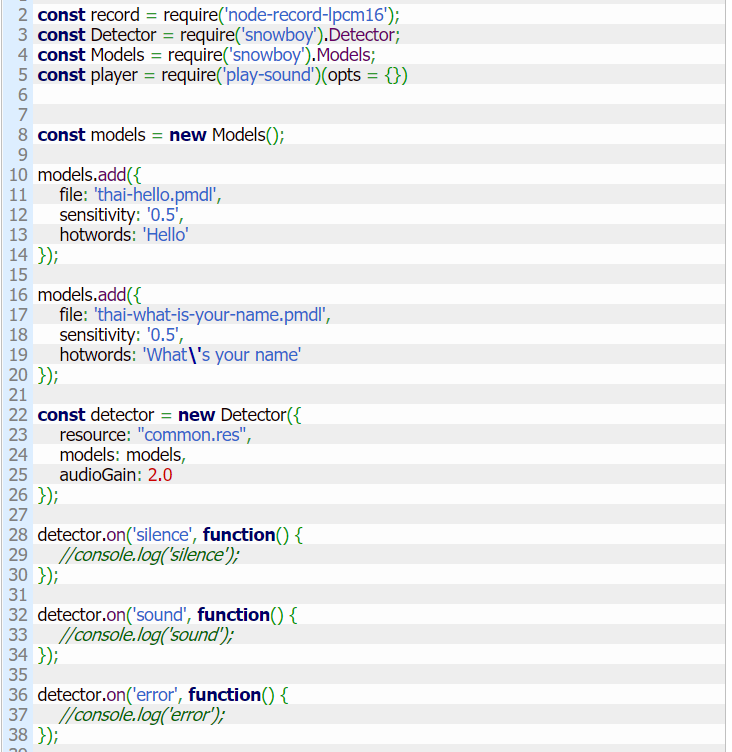 2 const record = require('node-record-lpcm16');
3 const Detector = require('snowboy').Detector;
4 const Models = require('snowboy').Models;
5 const player = require('play-sound')(opts = {})
6
7
8 const models = new Models();
9
10 models.add({
11     file: 'thai-hello.pmdl',
12     sensitivity: '0.5',
13     hotwords: 'Hello'
14 });
15
16 models.add({
17     file: 'thai-what-is-your-name.pmdl',
18     sensitivity: '0.5',
19     hotwords: 'What\'s your name'
20 });
21
22 const detector = new Detector({
23     resource: "common.res",
24     models: models,
25     audioGain: 2.0
26 });
27
28 detector.on('silence', function() {
29     //console.log('silence');
30 });
31
32 detector.on('sound', function() {
33     //console.log('sound');
34 });
35
36 detector.on('error', function() {
37     //console.log('error');
38 });